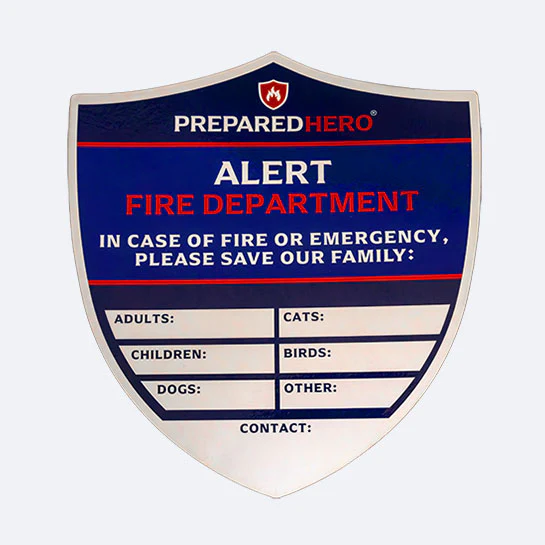 PREPAREDHERO®
ALERT
FIRE DEPARTMENT
IN CASE OF FIRE OR EMERGENCY,
PLEASE SAVE OUR FAMILY:
ADULTS: CATS:
CHILDREN: BIRDS:
DOGS: OTHER:
CONTACT: